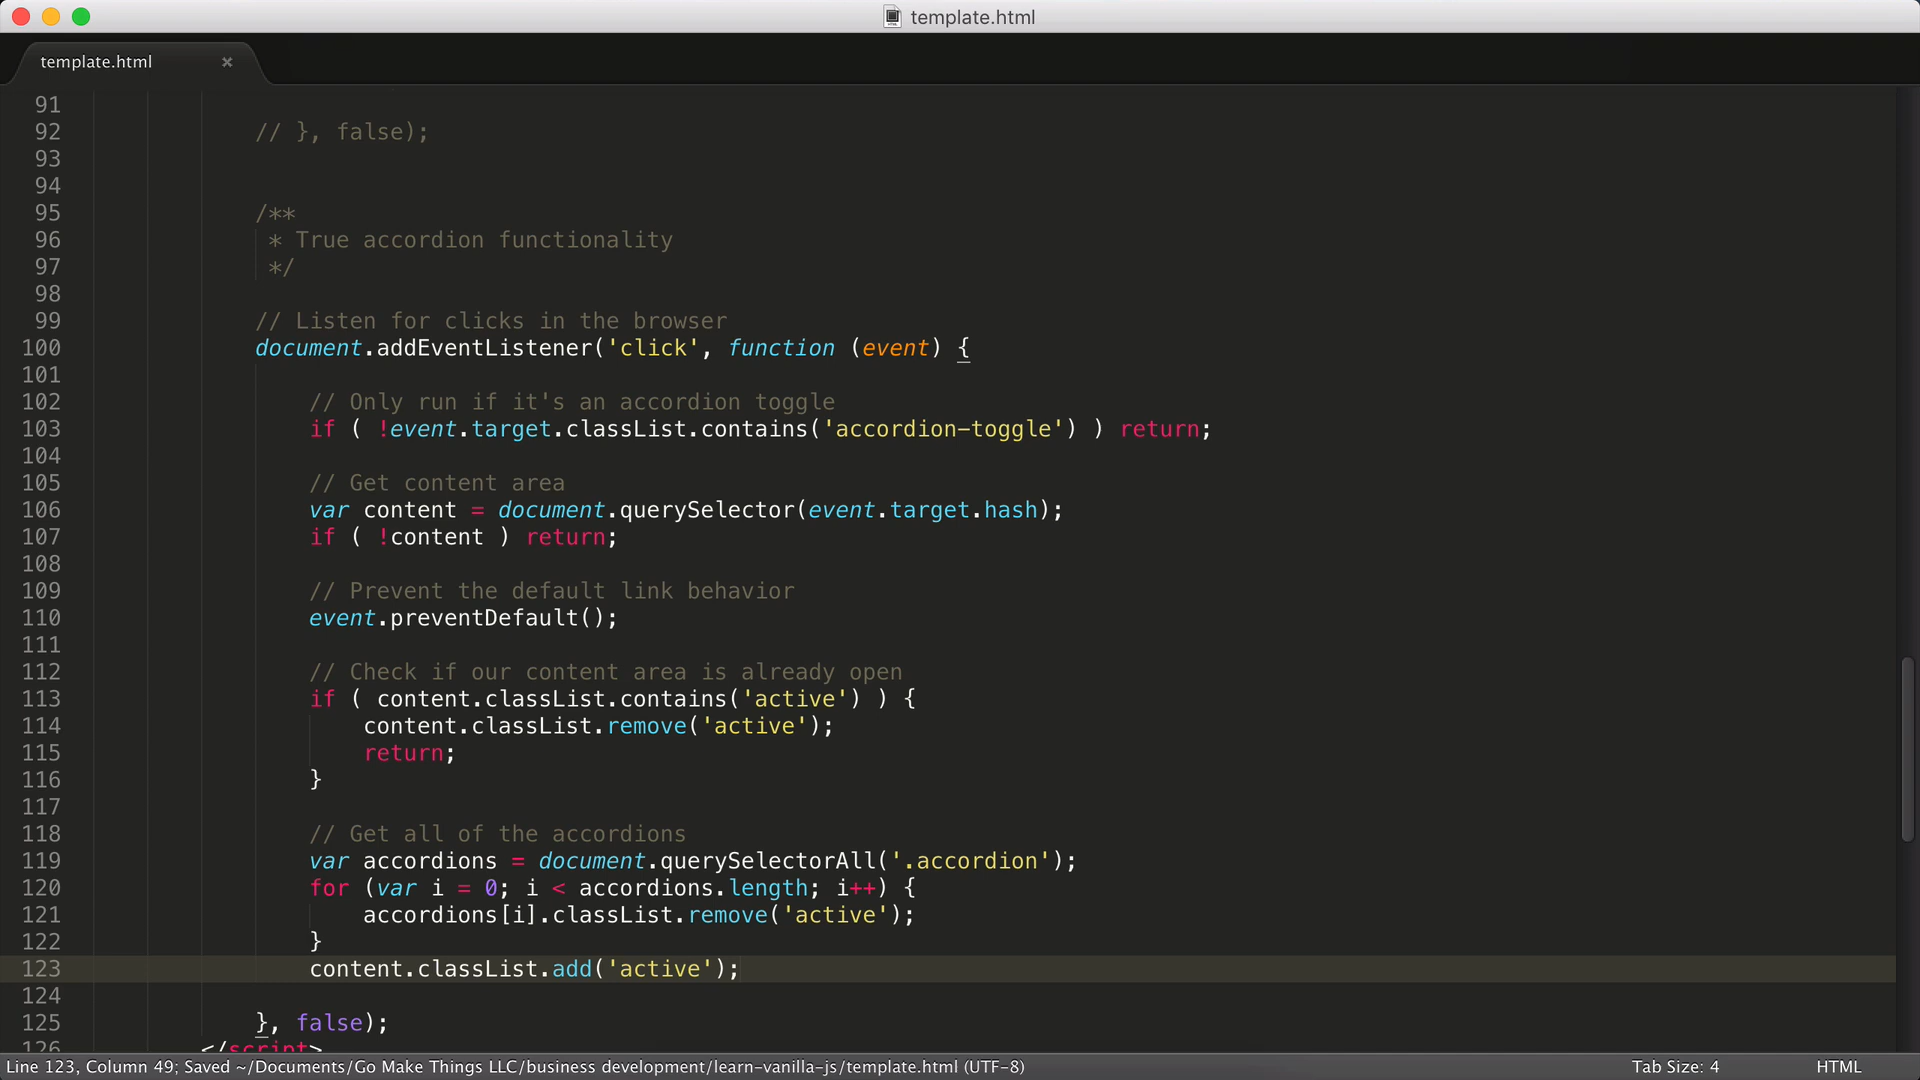 template.html
template.html ×
91
92 // }, false);
93
94
95 /**
96 * True accordion functionality
97 */
98
99 // Listen for clicks in the browser
100 document.addEventListener('click', function (event) {
101
102 // Only run if it's an accordion toggle
103 if ( !event.target.classList.contains('accordion-toggle') ) return;
104
105 // Get content area
106 var content = document.querySelector(event.target.hash);
107 if ( !content ) return;
108
109 // Prevent the default link behavior
110 event.preventDefault();
111
112 // Check if our content area is already open
113 if ( content.classList.contains('active') ) {
114 content.classList.remove('active');
115 return;
116 }
117
118 // Get all of the accordions
119 var accordions = document.querySelectorAll('.accordion');
120 for (var i = 0; i < accordions.length; i++) {
121 accordions[i].classList.remove('active');
122 }
123 content.classList.add('active');
124
125 }, false);
126 </script>
Line 123, Column 49; Saved ~/Documents/Go Make Things LLC/business development/learn-vanilla-js/template.html (UTF-8) Tab Size: 4 HTML